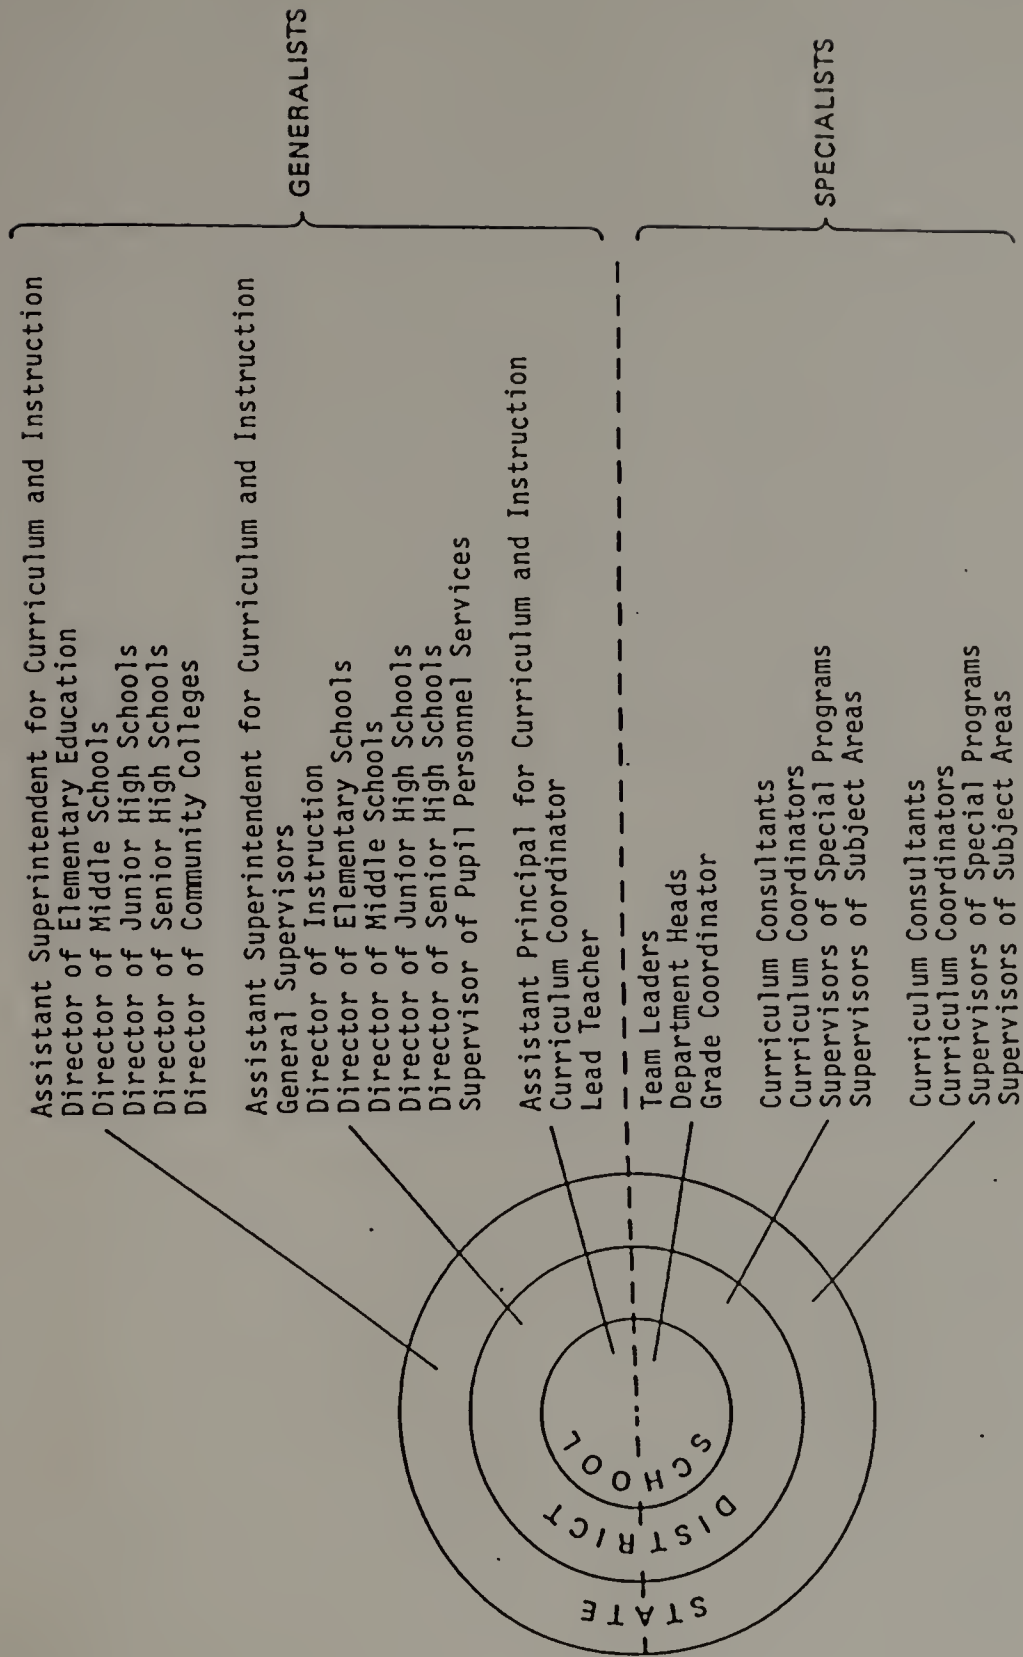 Assistant Superintendent for Curriculum and Instruction
Director of Elementary Education
Director of Middle Schools
Director of Junior High Schools
Director of Senior High Schools
Director of Community Colleges
Assistant Superintendent for Curriculum and Instruction
General Supervisors
Director of Instruction
Director of Elementary Schools
Director of Middle Schools
Director of Junior High Schools
Director of Senior High Schools
Supervisor of Pupil Personnel Services
Assistant Principal for Curriculum and Instruction
Curriculum Coordinator
Lead Teacher
GENERALISTS
Team Leaders
Department Heads
Grade Coordinator
Curriculum Consultants
Curriculum Coordinators
Supervisors of Special Programs
Supervisors of Subject Areas
Curriculum Consultants
Curriculum Coordinators
Supervisors of Special Programs
Supervisors of Subject Areas
SPECIALISTS
STATE
DISTRICT
SCHOOL